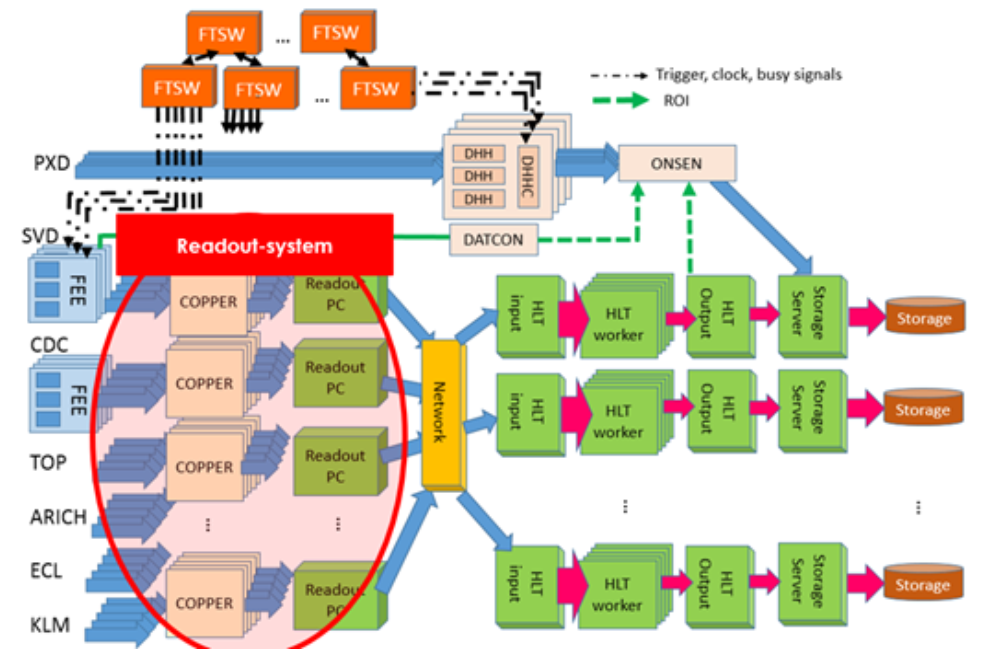 FTSW
...
FTSW
FTSW
FTSW
...
FTSW
Trigger, clock, busy signals
ROI
PXD
DHH
DHH
DHH
DHHC
ONSEN
SVD
FEE
Readout-system
DATCON
COPPER
Readout
PC
HLT
input
HLT
worker
HLT
Output
Storage
Server
Storage
CDC
FEE
COPPER
Readout
PC
Network
HLT
input
HLT
worker
HLT
Output
Storage
Server
Storage
TOP
COPPER
Readout
PC
ARICH
...
...
...
...
ECL
KLM
COPPER
Readout
PC
HLT
input
HLT
worker
HLT
Output
Storage
Server
Storage